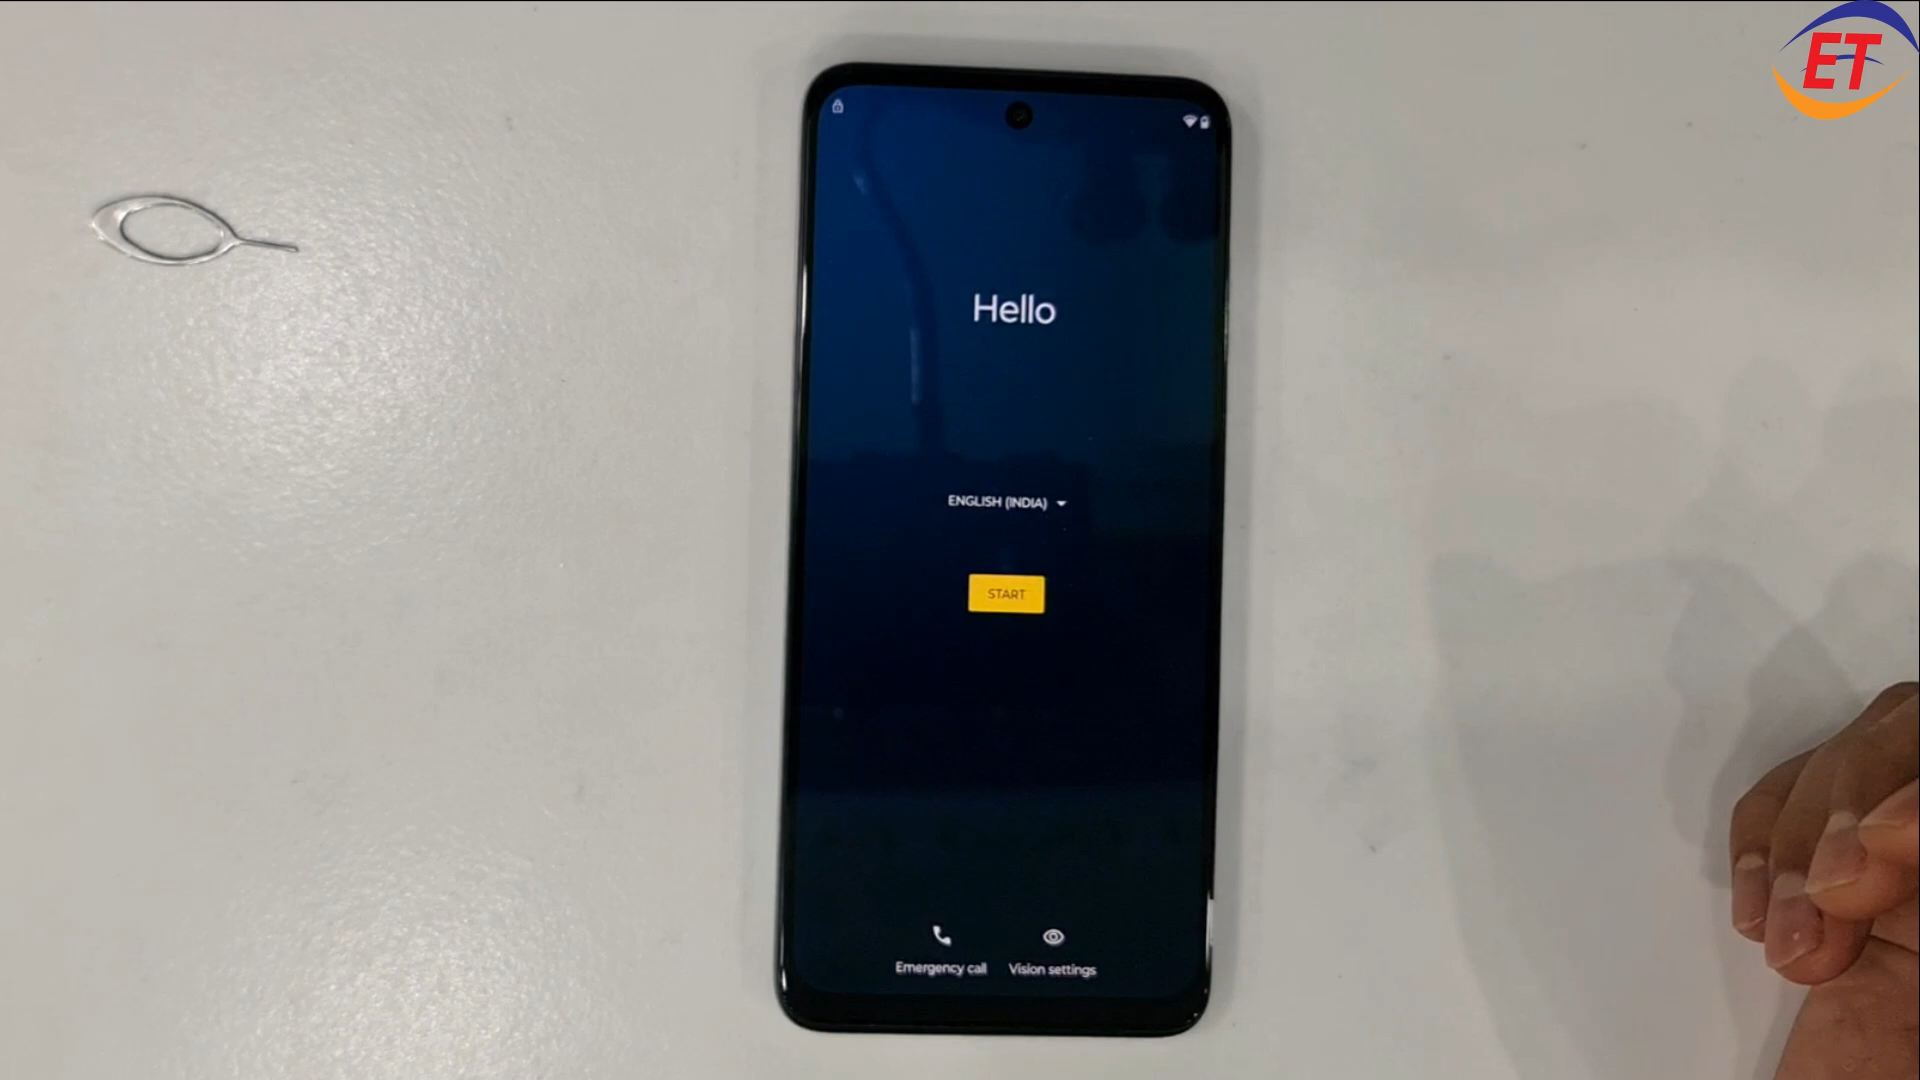 ET
Hello
ENGLISH (INDIA)
START
Emergency call
Vision settings